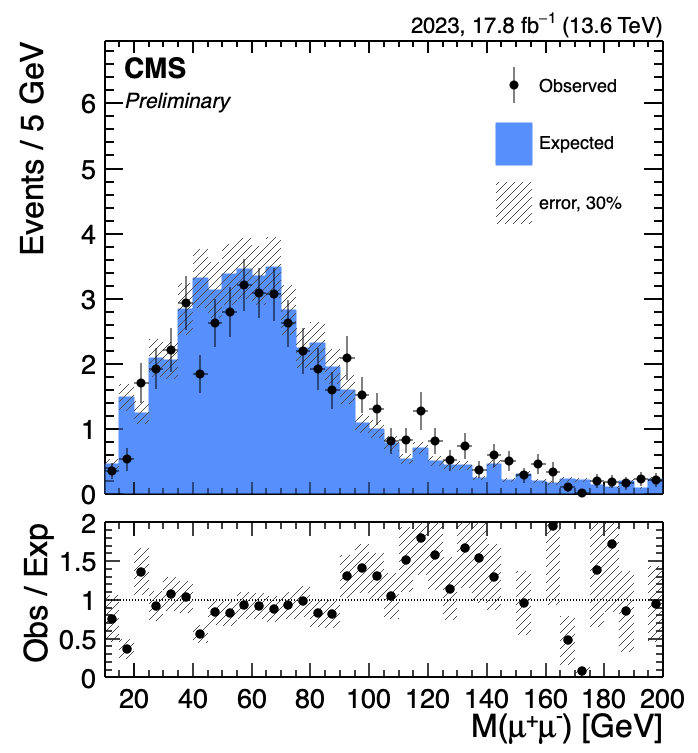 2023, 17.8 fb⁻¹ (13.6 TeV)
CMS
Preliminary
Observed
Expected
error, 30%
Events / 5 GeV
6
5
4
3
2
1
0
Obs / Exp
2
1.5
1
0.5
0
20 40 60 80 100 120 140 160 180 200
M(μ⁺μ⁻) [GeV]